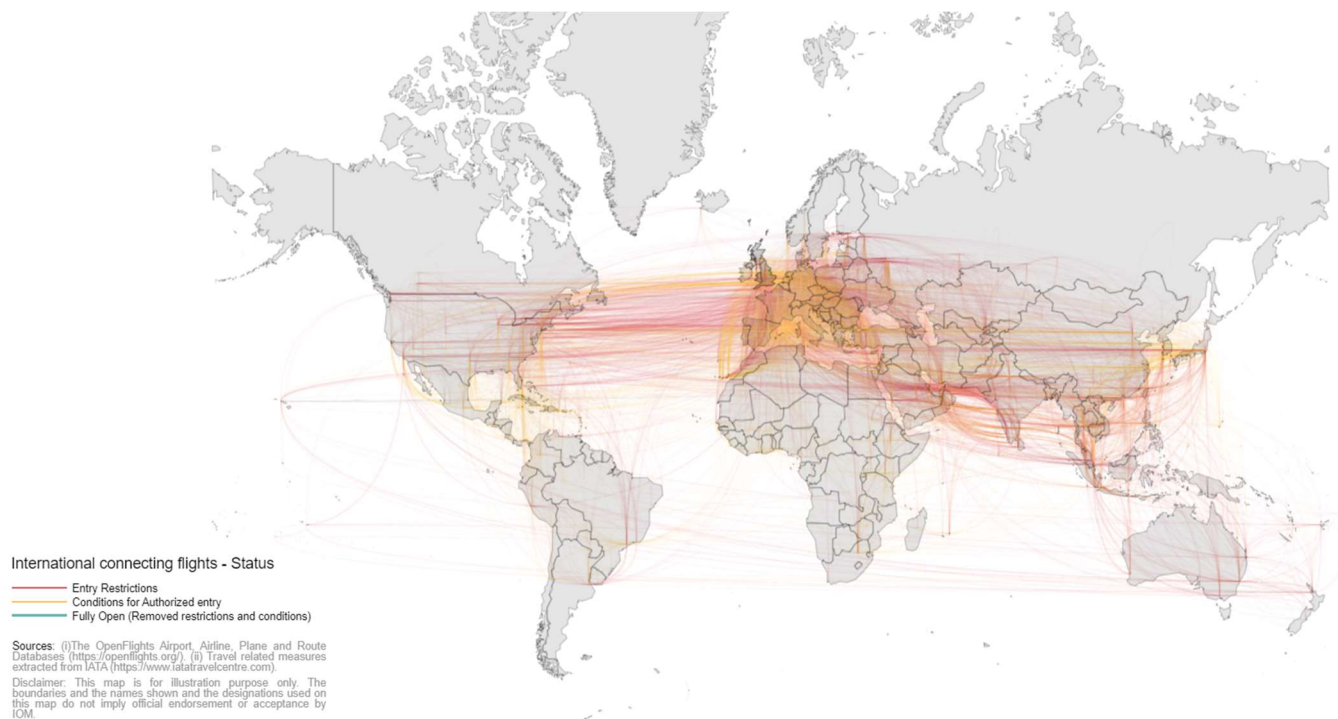 International connecting flights - Status
Entry Restrictions
Conditions for Authorized entry
Fully Open (Removed restrictions and conditions)
Sources: (i)The OpenFlights Airport, Airline, Plane and Route
Databases (https://openflights.org/). (ii) Travel related measures
extracted from IATA (https://www.iatatravelcentre.com).
Disclaimer: This map is for illustration purpose only. The
boundaries and the names shown and the designations used on
this map do not imply official endorsement or acceptance by
IOM.